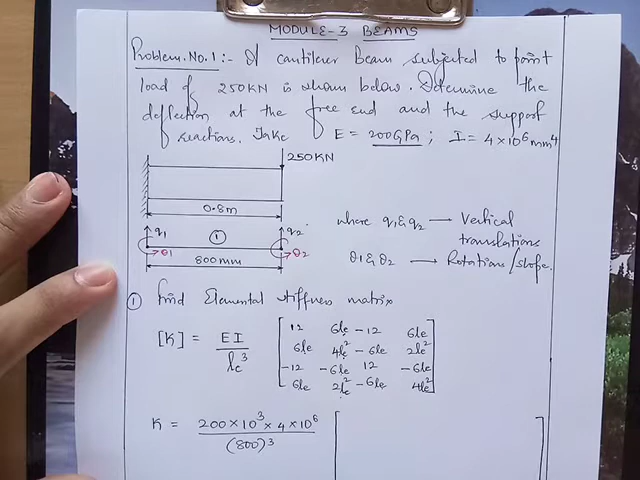 MODULE-3 BEAMS
Problem.No.1:- A cantilever Beam subjected to point
load of 250KN is shown below. Determine the
deflection at the free end and the support
reactions. Take E = 200GPa ; I = 4×10⁶mm⁴
250KN
0.8m
q₁ ① q₂
θ₁ θ₂
800mm
where q₁ & q₂ — Vertical
translations
θ₁ & θ₂ — Rotations/slope.
① Find Elemental stiffness matrix
[K] = EI / lₑ³ [ 12 6lₑ -12 6lₑ
6lₑ 4lₑ² -6lₑ 2lₑ²
-12 -6lₑ 12 -6lₑ
6lₑ 2lₑ² -6lₑ 4lₑ² ]
K = 200×10³×4×10⁶ / (800)³ [ ]